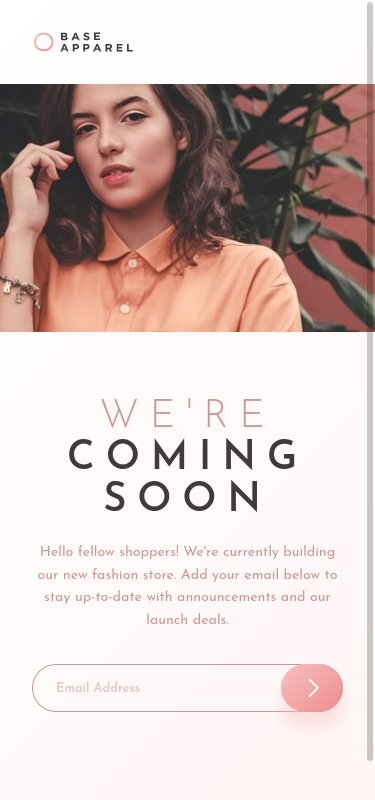 BASE
APPAREL
WE'RE
COMING
SOON
Hello fellow shoppers! We're currently building
our new fashion store. Add your email below to
stay up-to-date with announcements and our
launch deals.
Email Address